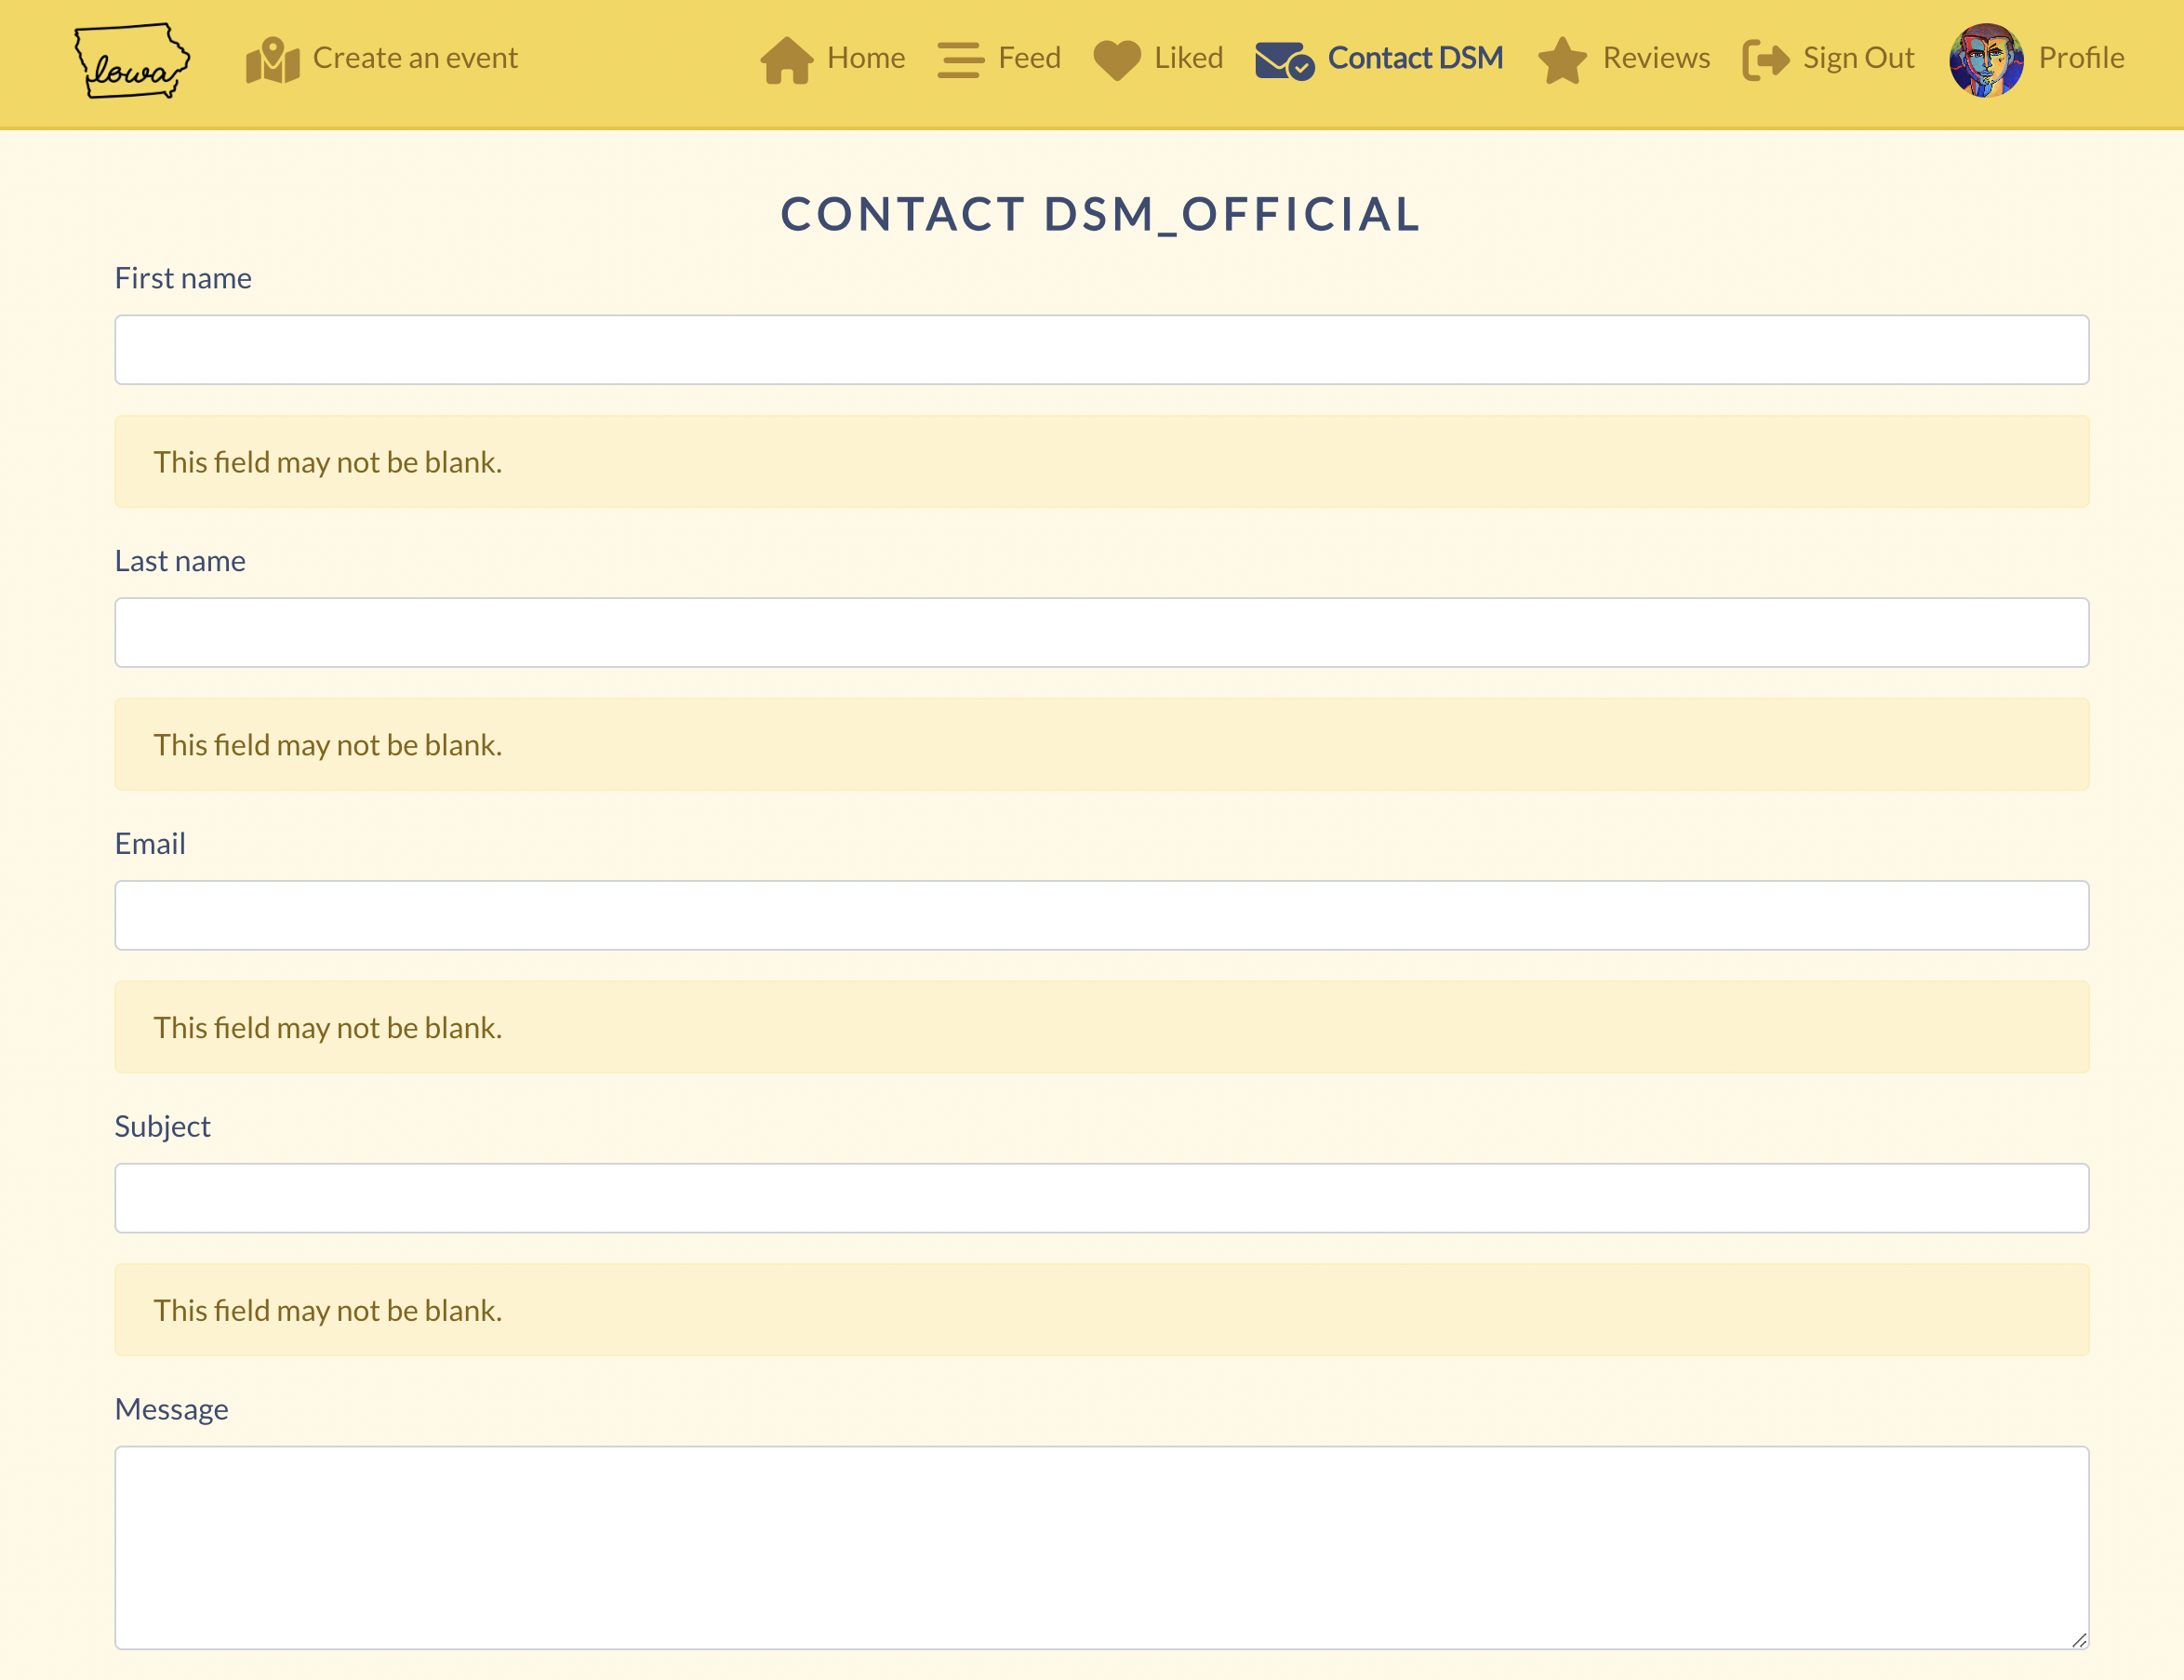 Iowa
Create an event
Home
Feed
Liked
Contact DSM
Reviews
Sign Out
Profile
CONTACT DSM_OFFICIAL
First name
This field may not be blank.
Last name
This field may not be blank.
Email
This field may not be blank.
Subject
This field may not be blank.
Message